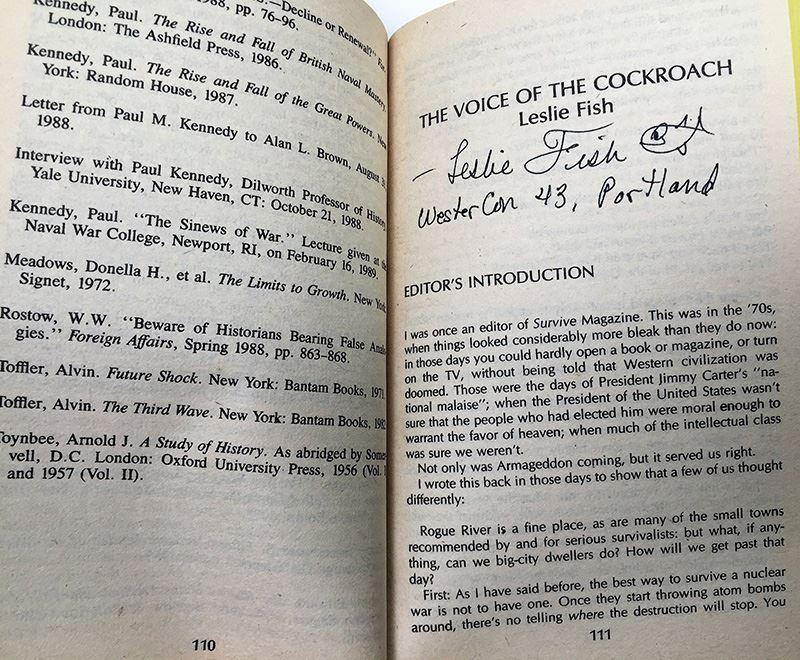 S.—Decline or Renewal?"
1988, pp. 76–96.
Kennedy, Paul. The Rise and Fall of British Naval Mastery.
London: The Ashfield Press, 1986.
Kennedy, Paul. The Rise and Fall of the Great Powers. New
York: Random House, 1987.
Letter from Paul M. Kennedy to Alan L. Brown, August
1988.
Interview with Paul Kennedy, Dilworth Professor of History,
Yale University, New Haven, CT: October 21, 1988.
Kennedy, Paul. "The Sinews of War." Lecture given at the
Naval War College, Newport, RI, on February 16, 1989.
Meadows, Donella H., et al. The Limits to Growth. New York:
Signet, 1972.
Rostow, W.W. "Beware of Historians Bearing False Analo-
gies." Foreign Affairs, Spring 1988, pp. 863–868.
Toffler, Alvin. Future Shock. New York: Bantam Books, 1971.
Toffler, Alvin. The Third Wave. New York: Bantam Books,
Toynbee, Arnold J. A Study of History. As abridged by Some
vell, D.C. London: Oxford University Press, 1956 (Vol. I
and 1957 (Vol. II).
110
THE VOICE OF THE COCKROACH
Leslie Fish
— Leslie Fish
WesterCon 43, Portland
EDITOR'S INTRODUCTION
I was once an editor of Survive Magazine. This was in the '70s,
when things looked considerably more bleak than they do now:
in those days you could hardly open a book or magazine, or turn
on the TV, without being told that Western civilization was
doomed. Those were the days of President Jimmy Carter's "na-
tional malaise"; when the President of the United States wasn't
sure that the people who had elected him were moral enough to
warrant the favor of heaven; when much of the intellectual class
was sure we weren't.
Not only was Armageddon coming, but it served us right.
I wrote this back in those days to show that a few of us thought
differently:
Rogue River is a fine place, as are many of the small towns
recommended by and for serious survivalists: but what, if any-
thing, can we big-city dwellers do? How will we get past that
day?
First: As I have said before, the best way to survive a nuclear
war is not to have one. Once they start throwing atom bombs
around, there's no telling where the destruction will stop. You
111